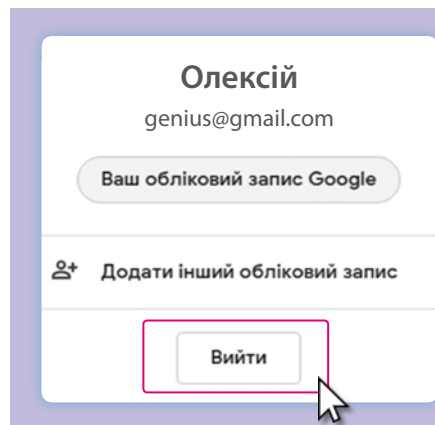 Олексій
genius@gmail.com
Ваш обліковий запис Google
Додати інший обліковий запис
Вийти